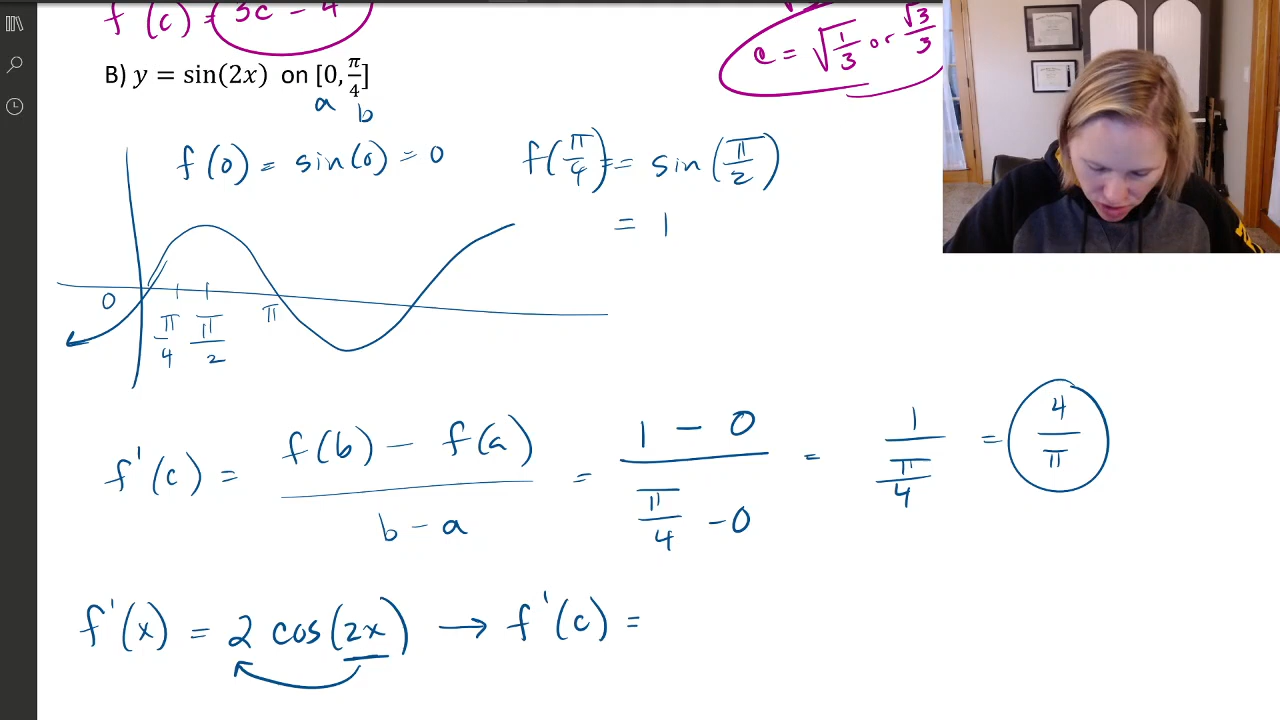 f'(c) = 3c² - 4
c = √1/3 or √3/3
B) y = sin(2x) on [0, π/4]
a b
f(0) = sin(0) = 0 f(π/4) = = sin(π/2)
= 1
0 π/4 π/2 π
f'(c) = f(b) - f(a) / b - a = 1 - 0 / π/4 - 0 = 1 / π/4 = 4/π
f'(x) = 2 cos(2x) → f'(c) =